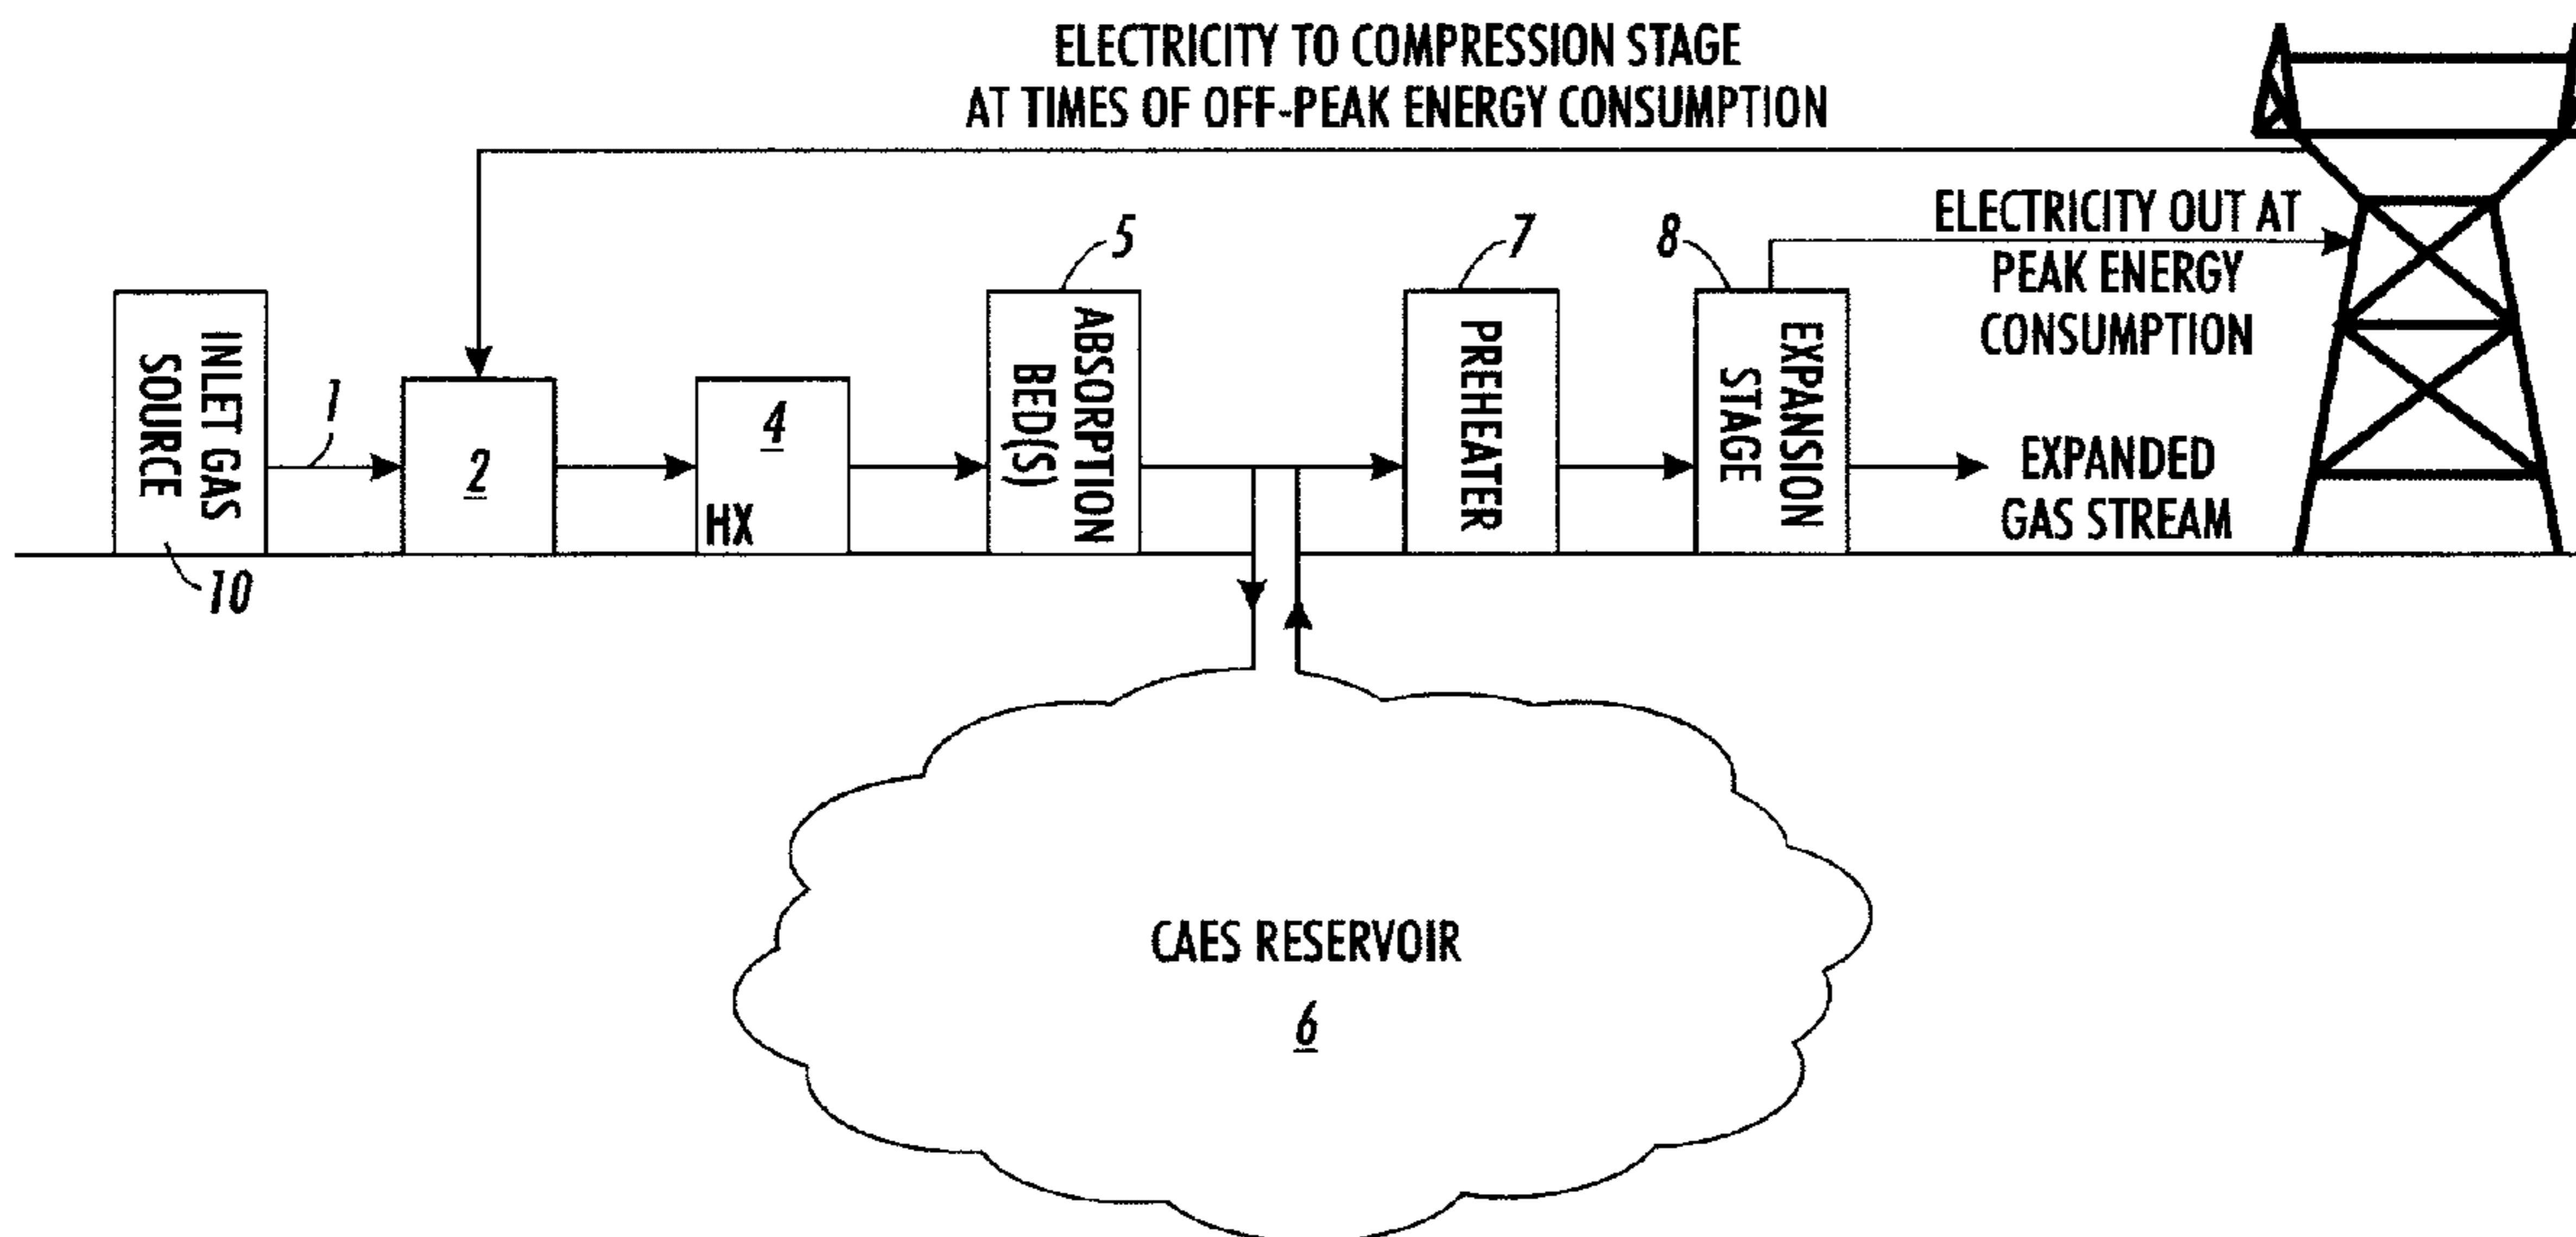 ELECTRICITY TO COMPRESSION STAGE
AT TIMES OF OFF-PEAK ENERGY CONSUMPTION
INLET GAS
SOURCE
10
1
2
4
HX
5
ABSORPTION
BED(S)
7
PREHEATER
8
EXPANSION
STAGE
ELECTRICITY OUT AT
PEAK ENERGY
CONSUMPTION
EXPANDED
GAS STREAM
CAES RESERVOIR
6